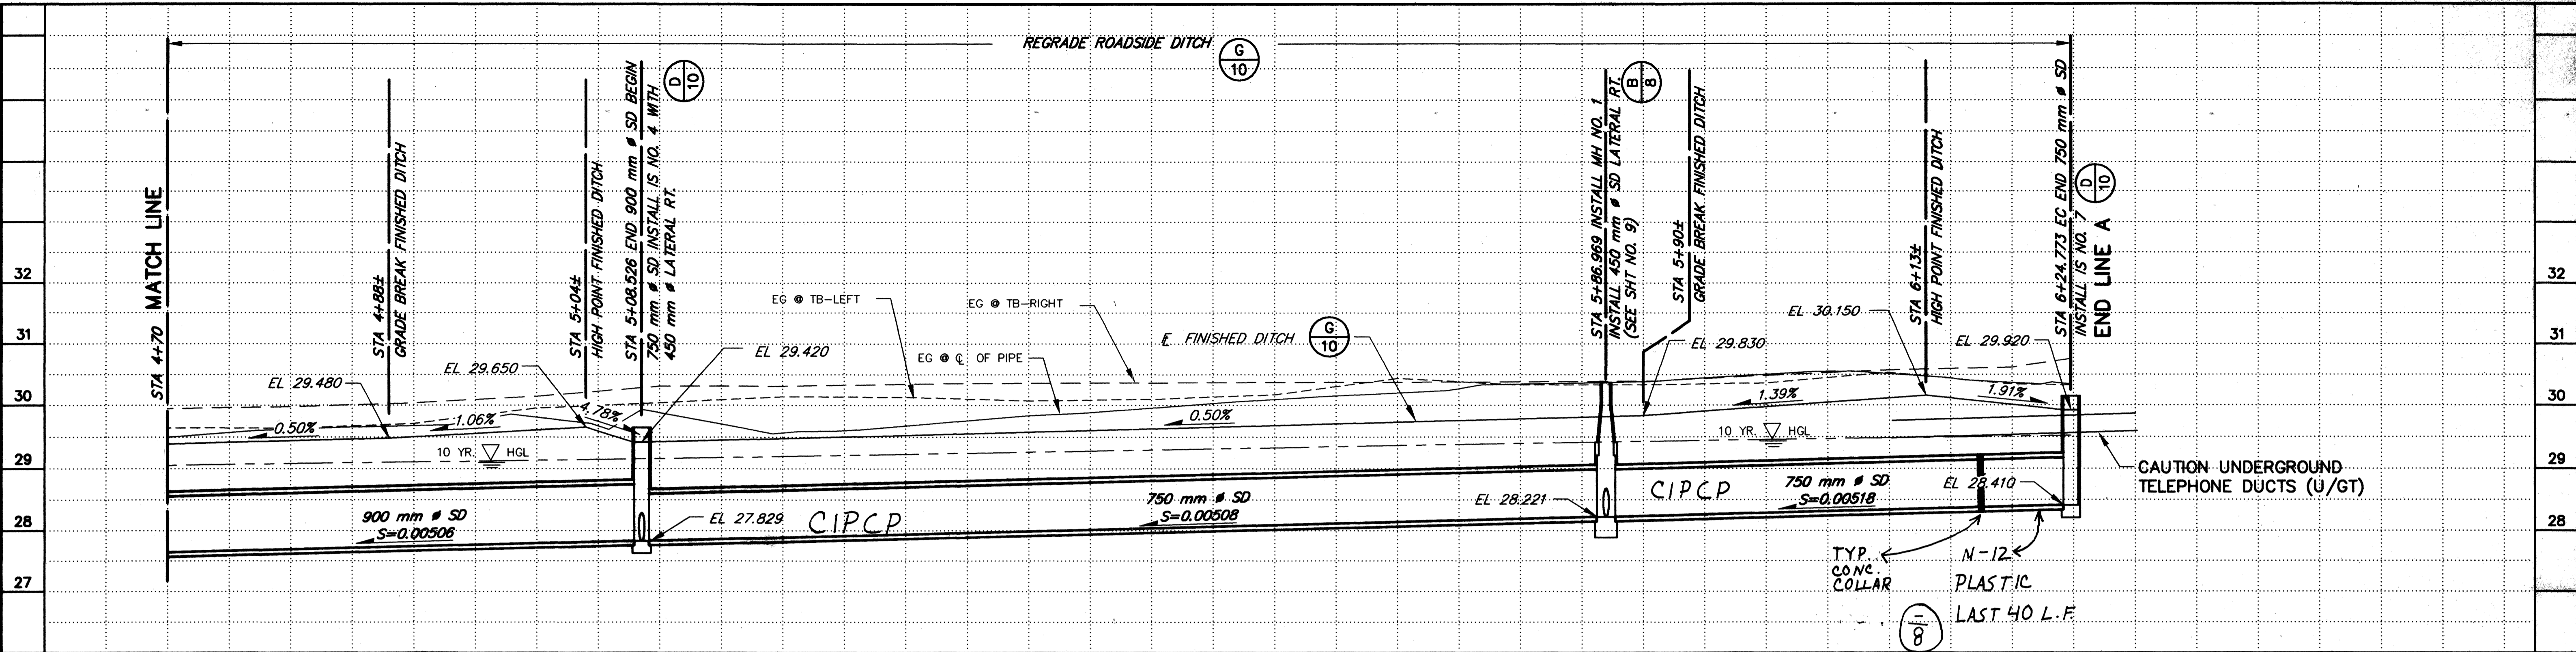 REGRADE ROADSIDE DITCH
G
10
STA 4+70 MATCH LINE
STA 4+88±
GRADE BREAK FINISHED DITCH
STA 5+04±
HIGH POINT FINISHED DITCH
STA 5+08.526 END 900 mm ø SD BEGIN
750 mm ø SD INSTALL IS NO. 4 WITH
450 mm ø LATERAL RT.
D
10
STA 5+86.969 INSTALL MH NO. 1
INSTALL 450 mm ø SD LATERAL RT.
(SEE SHT NO. 9)
B
8
STA 5+90±
GRADE BREAK FINISHED DITCH
STA 6+13±
HIGH POINT FINISHED DITCH
STA 6+24.773 EC END 750 mm ø SD
INSTALL IS NO. 7
END LINE A
D
10
32
31
30
29
28
27
32
31
30
29
28
EL 29.480
EL 29.650
EL 29.420
EG @ TB-LEFT
EG @ TB-RIGHT
EG @ ℄ OF PIPE
℄ FINISHED DITCH
G
10
EL 29.830
EL 30.150
EL 29.920
0.50%
1.06%
4.78%
0.50%
1.39%
1.91%
10 YR. HGL
10 YR. HGL
900 mm ø SD
S=0.00506
EL 27.829
CIPCP
750 mm ø SD
S=0.00508
EL 28.221
CIPCP
750 mm ø SD
S=0.00518
EL 28.410
CAUTION UNDERGROUND
TELEPHONE DUCTS (U/GT)
TYP.
CONC.
COLLAR
N-12
PLASTIC
LAST 40 L.F.
-
8